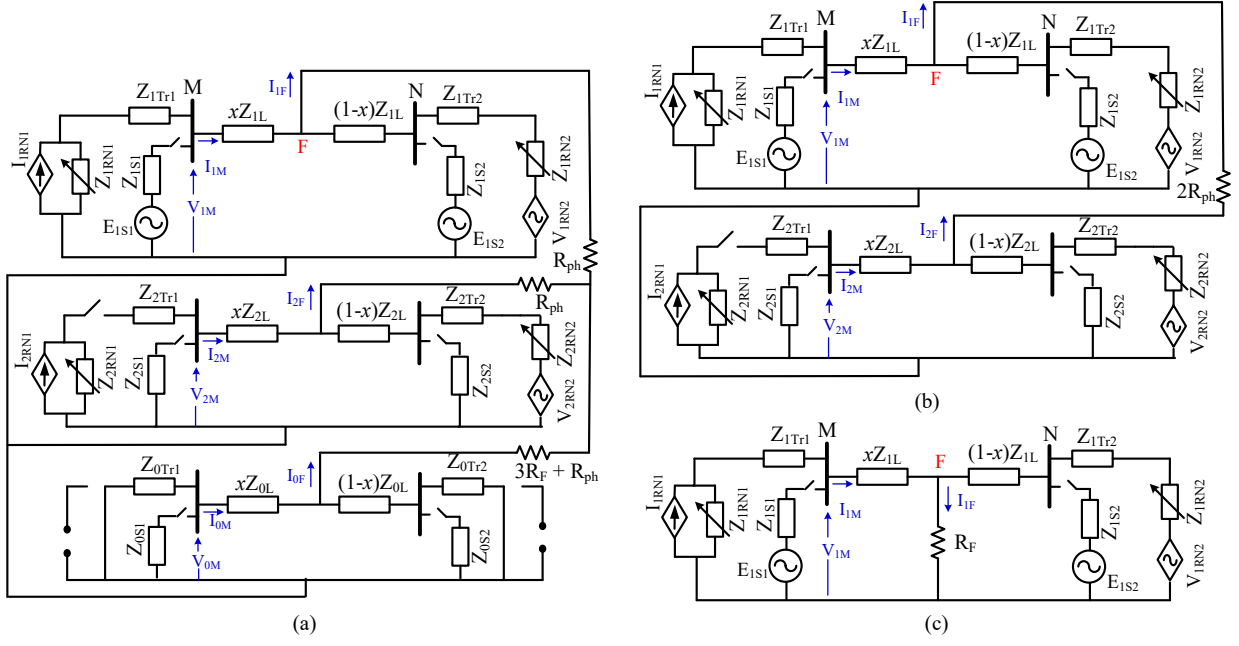 I1F
Z1Tr1
M
xZ1L
(1-x)Z1L
N
Z1Tr2
F
I1RN1
Z1RN1
Z1S1
I1M
V1M
E1S1
Z1S2
E1S2
Z1RN2
V1RN2
Rph
Rph
I2F
Z2Tr1
xZ2L
(1-x)Z2L
Z2Tr2
I2RN1
Z2RN1
Z2S1
I2M
V2M
Z2S2
Z2RN2
V2RN2
3RF + Rph
I0F
Z0Tr1
xZ0L
(1-x)Z0L
Z0Tr2
Z0S1
I0M
V0M
Z0S2
(a)
I1F
Z1Tr1
M
xZ1L
(1-x)Z1L
N
Z1Tr2
F
I1RN1
Z1RN1
Z1S1
I1M
V1M
E1S1
Z1S2
E1S2
Z1RN2
V1RN2
2Rph
I2F
Z2Tr1
xZ2L
(1-x)Z2L
Z2Tr2
I2RN1
Z2RN1
Z2S1
I2M
V2M
Z2S2
Z2RN2
V2RN2
(b)
Z1Tr1
M
xZ1L
F
(1-x)Z1L
N
Z1Tr2
I1RN1
Z1RN1
Z1S1
I1M
V1M
E1S1
I1F
RF
Z1S2
E1S2
Z1RN2
V1RN2
(c)